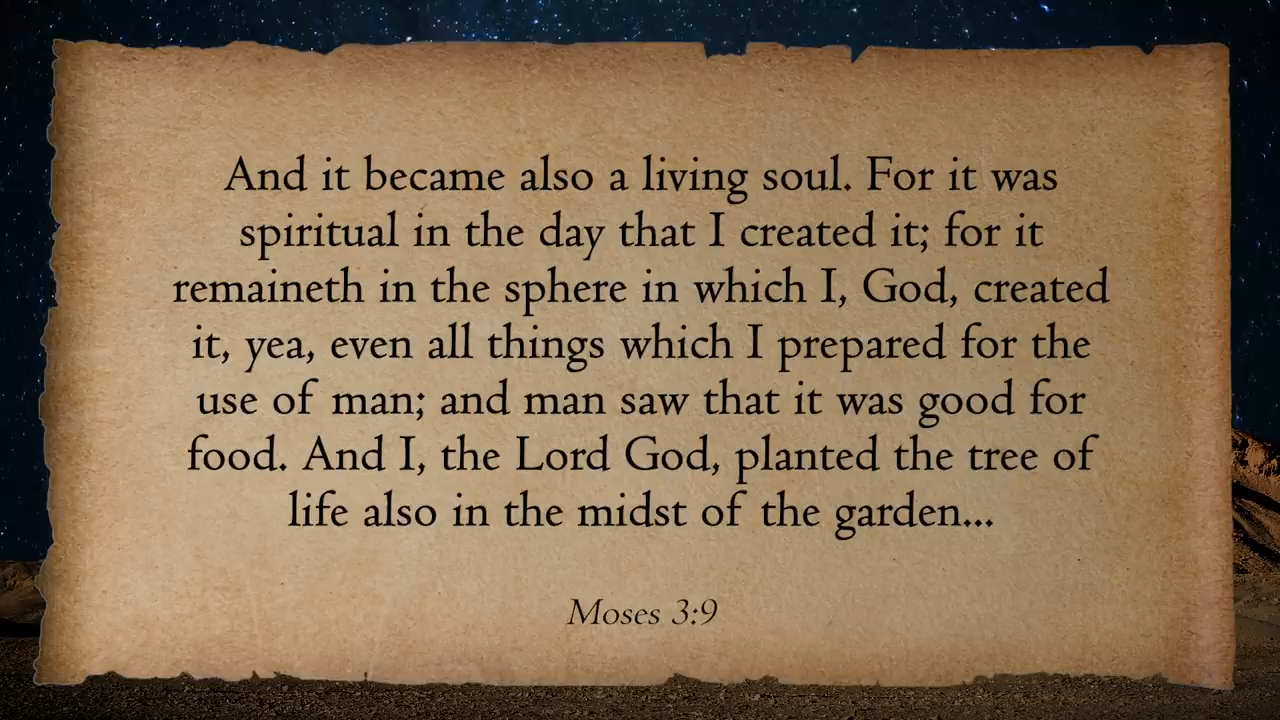 And it became also a living soul. For it was
spiritual in the day that I created it; for it
remaineth in the sphere in which I, God, created
it, yea, even all things which I prepared for the
use of man; and man saw that it was good for
food. And I, the Lord God, planted the tree of
life also in the midst of the garden...
Moses 3:9